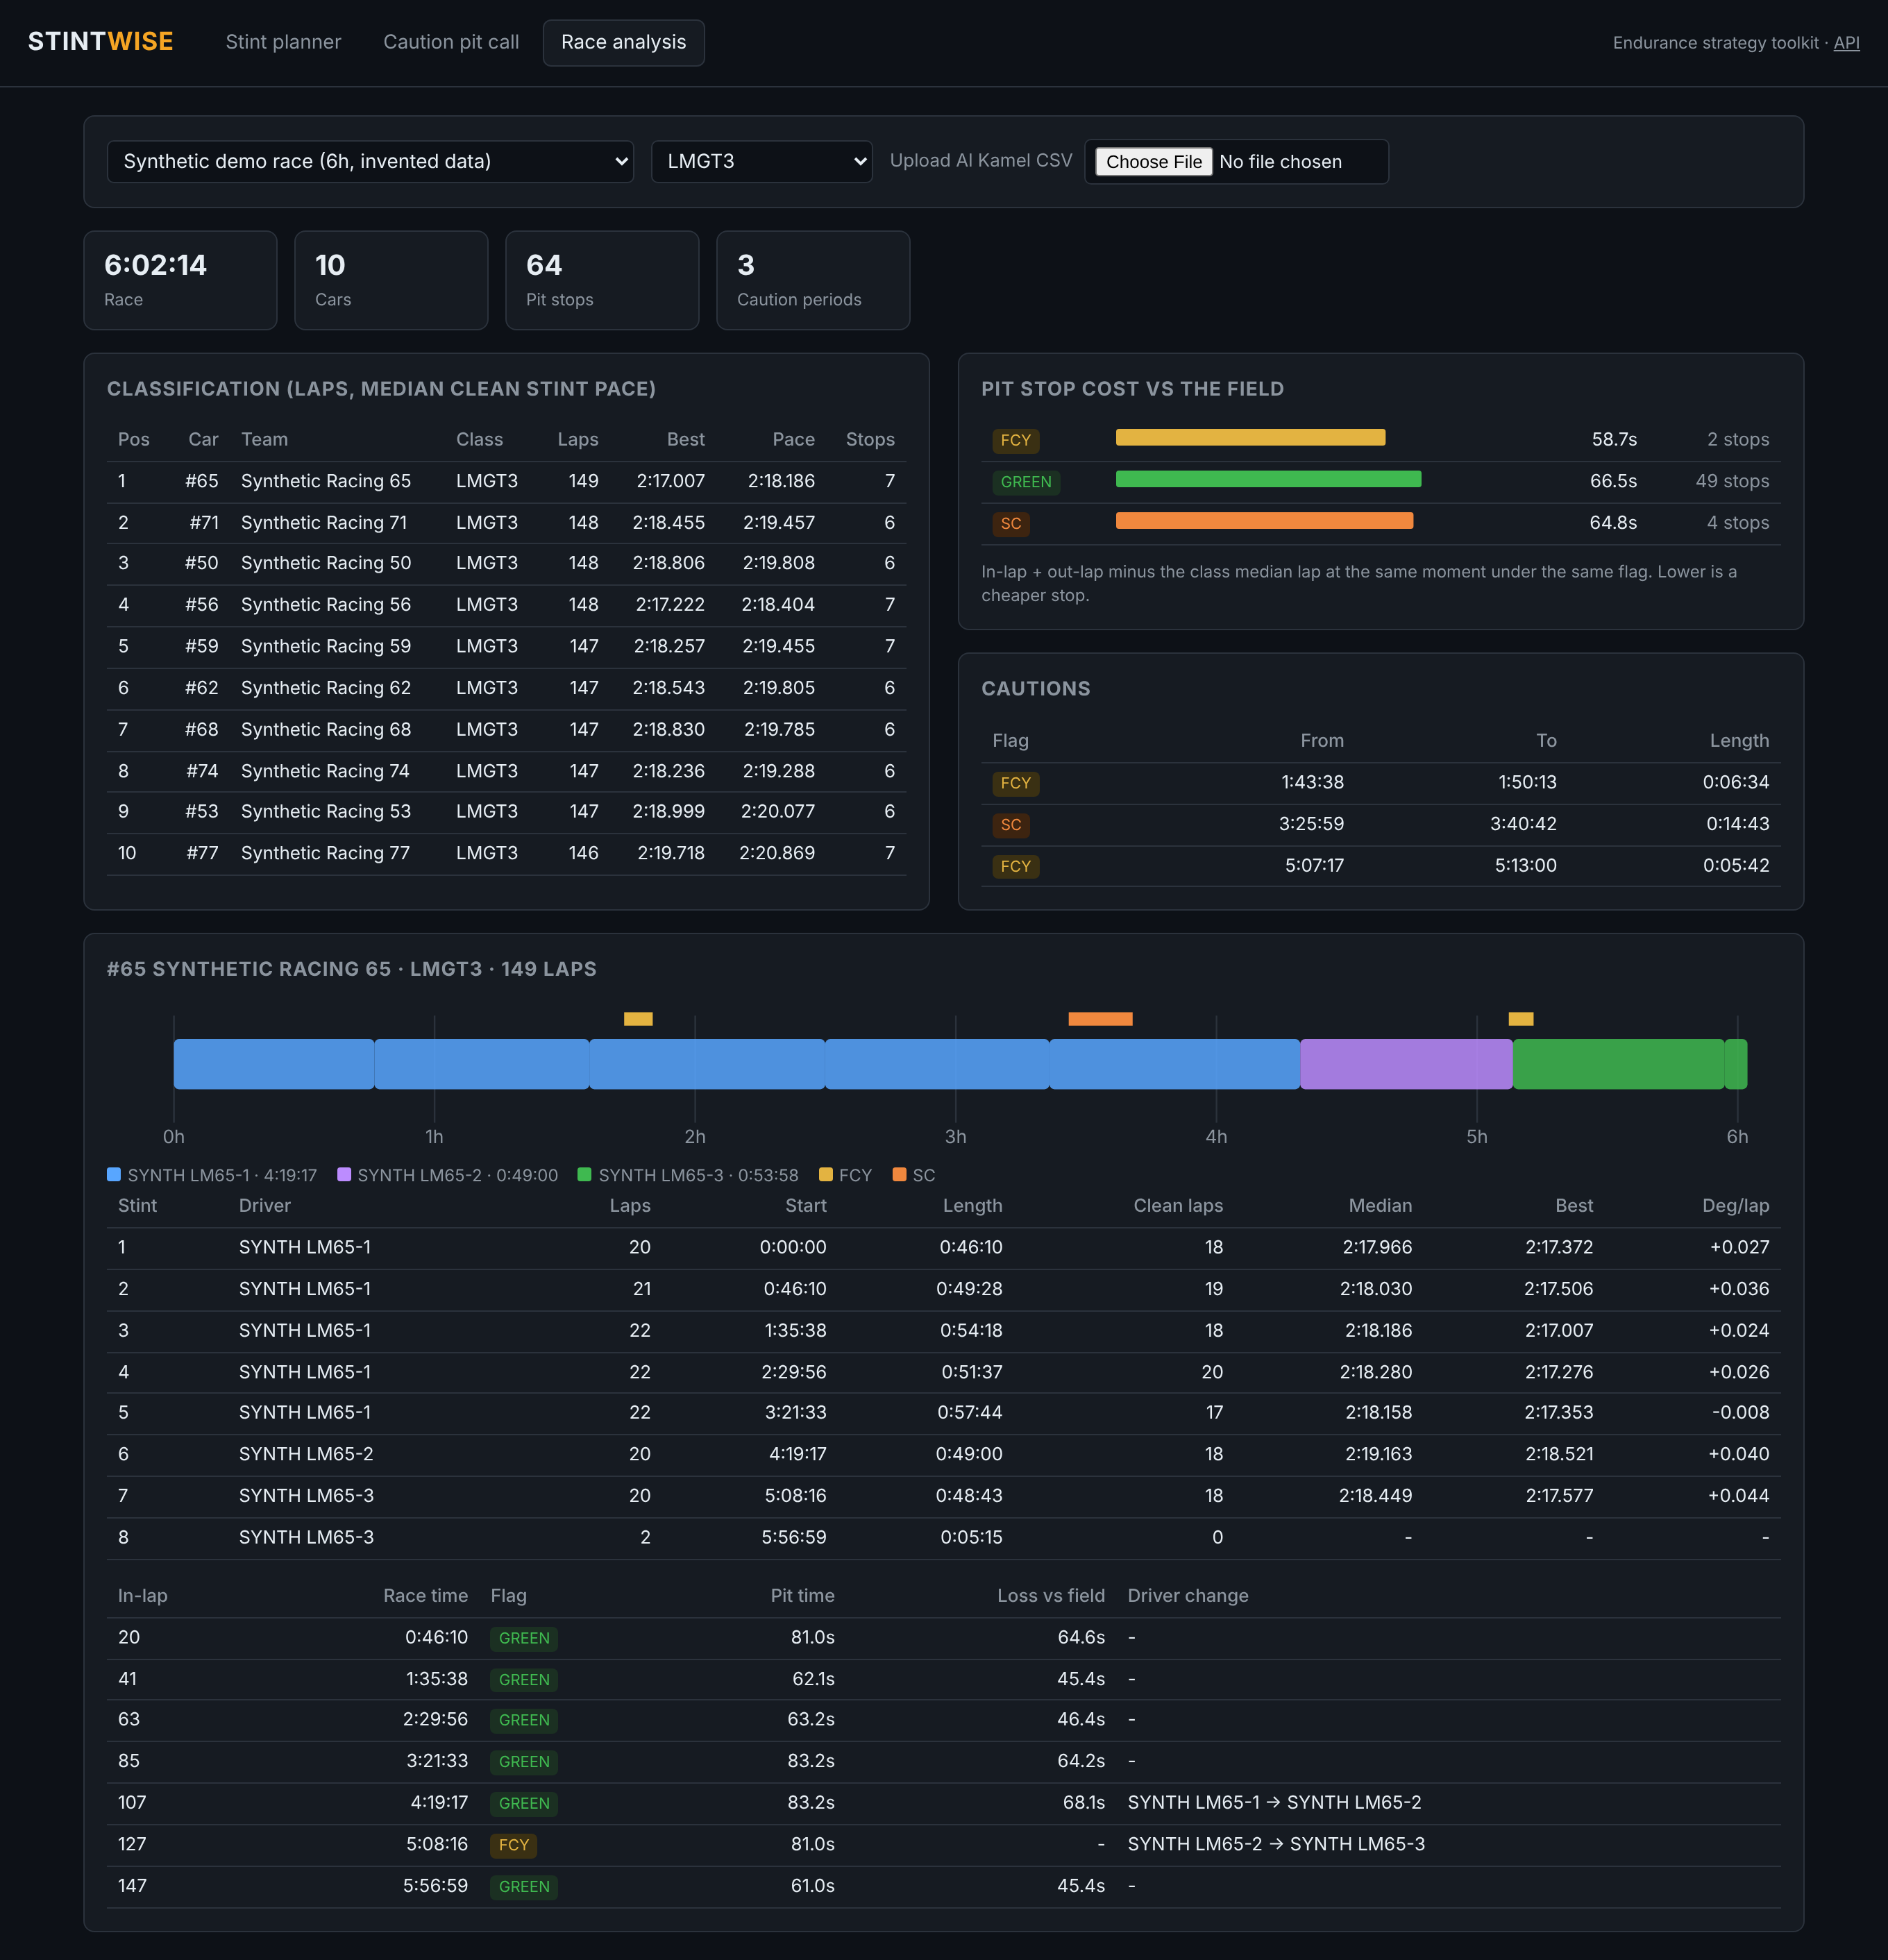 STINTWISE Stint planner Caution pit call Race analysis Endurance strategy toolkit · API
Synthetic demo race (6h, invented data) LMGT3 Upload Al Kamel CSV Choose File No file chosen
6:02:14 10 64 3
Race Cars Pit stops Caution periods
CLASSIFICATION (LAPS, MEDIAN CLEAN STINT PACE)
Pos Car Team Class Laps Best Pace Stops
1 #65 Synthetic Racing 65 LMGT3 149 2:17.007 2:18.186 7
2 #71 Synthetic Racing 71 LMGT3 148 2:18.455 2:19.457 6
3 #50 Synthetic Racing 50 LMGT3 148 2:18.806 2:19.808 6
4 #56 Synthetic Racing 56 LMGT3 148 2:17.222 2:18.404 7
5 #59 Synthetic Racing 59 LMGT3 147 2:18.257 2:19.455 7
6 #62 Synthetic Racing 62 LMGT3 147 2:18.543 2:19.805 6
7 #68 Synthetic Racing 68 LMGT3 147 2:18.830 2:19.785 6
8 #74 Synthetic Racing 74 LMGT3 147 2:18.236 2:19.288 6
9 #53 Synthetic Racing 53 LMGT3 147 2:18.999 2:20.077 6
10 #77 Synthetic Racing 77 LMGT3 146 2:19.718 2:20.869 7
PIT STOP COST VS THE FIELD
FCY 58.7s 2 stops
GREEN 66.5s 49 stops
SC 64.8s 4 stops
In-lap + out-lap minus the class median lap at the same moment under the same flag. Lower is a
cheaper stop.
CAUTIONS
Flag From To Length
FCY 1:43:38 1:50:13 0:06:34
SC 3:25:59 3:40:42 0:14:43
FCY 5:07:17 5:13:00 0:05:42
#65 SYNTHETIC RACING 65 · LMGT3 · 149 LAPS
0h 1h 2h 3h 4h 5h 6h
SYNTH LM65-1 · 4:19:17 SYNTH LM65-2 · 0:49:00 SYNTH LM65-3 · 0:53:58 FCY SC
Stint Driver Laps Start Length Clean laps Median Best Deg/lap
1 SYNTH LM65-1 20 0:00:00 0:46:10 18 2:17.966 2:17.372 +0.027
2 SYNTH LM65-1 21 0:46:10 0:49:28 19 2:18.030 2:17.506 +0.036
3 SYNTH LM65-1 22 1:35:38 0:54:18 18 2:18.186 2:17.007 +0.024
4 SYNTH LM65-1 22 2:29:56 0:51:37 20 2:18.280 2:17.276 +0.026
5 SYNTH LM65-1 22 3:21:33 0:57:44 17 2:18.158 2:17.353 -0.008
6 SYNTH LM65-2 20 4:19:17 0:49:00 18 2:19.163 2:18.521 +0.040
7 SYNTH LM65-3 20 5:08:16 0:48:43 18 2:18.449 2:17.577 +0.044
8 SYNTH LM65-3 2 5:56:59 0:05:15 0 - - -
In-lap Race time Flag Pit time Loss vs field Driver change
20 0:46:10 GREEN 81.0s 64.6s -
41 1:35:38 GREEN 62.1s 45.4s -
63 2:29:56 GREEN 63.2s 46.4s -
85 3:21:33 GREEN 83.2s 64.2s -
107 4:19:17 GREEN 83.2s 68.1s SYNTH LM65-1 → SYNTH LM65-2
127 5:08:16 FCY 81.0s - SYNTH LM65-2 → SYNTH LM65-3
147 5:56:59 GREEN 61.0s 45.4s -